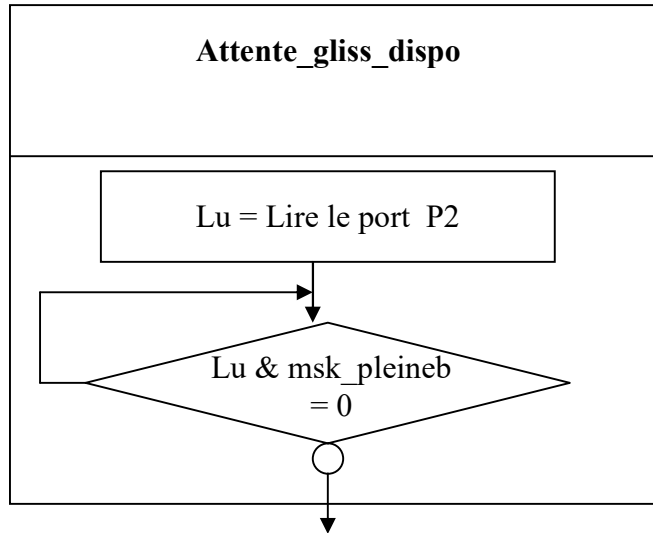 Attente_gliss_dispo
Lu = Lire le port P2
Lu & msk_pleineb
= 0